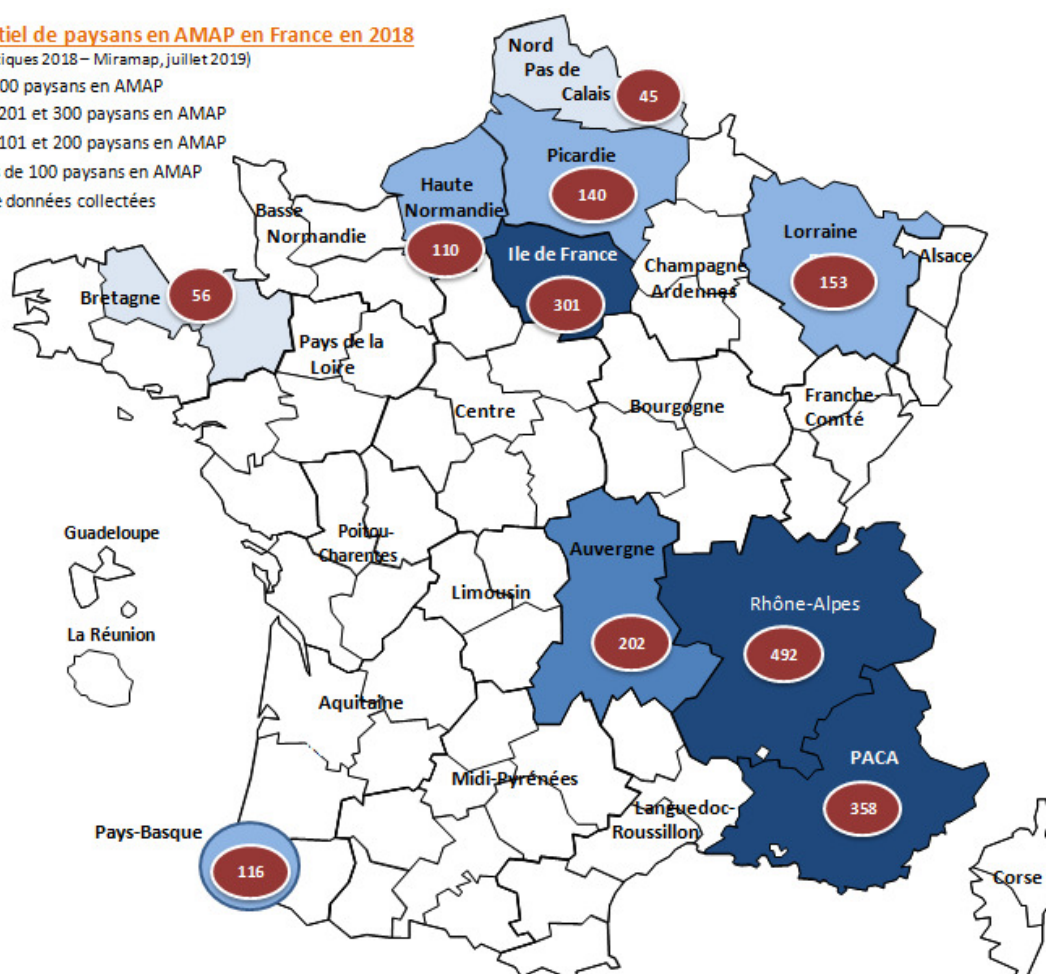 tiel de paysans en AMAP en France en 2018
iques 2018 – Miramap, juillet 2019)
00 paysans en AMAP
201 et 300 paysans en AMAP
101 et 200 paysans en AMAP
de 100 paysans en AMAP
données collectées
Nord
Pas de
Calais
45
Picardie
140
Haute
Normandie
110
Basse
Normandie
Ile de France
301
Champagne
Ardennes
Lorraine
153
Alsace
Bretagne
56
Pays de la
Loire
Centre
Bourgogne
Franche-
Comté
Guadeloupe
La Réunion
Poitou-
Charentes
Limousin
Auvergne
202
Rhône-Alpes
492
Aquitaine
Midi-Pyrénées
Languedoc-
Roussillon
PACA
358
Pays-Basque
116
Corse